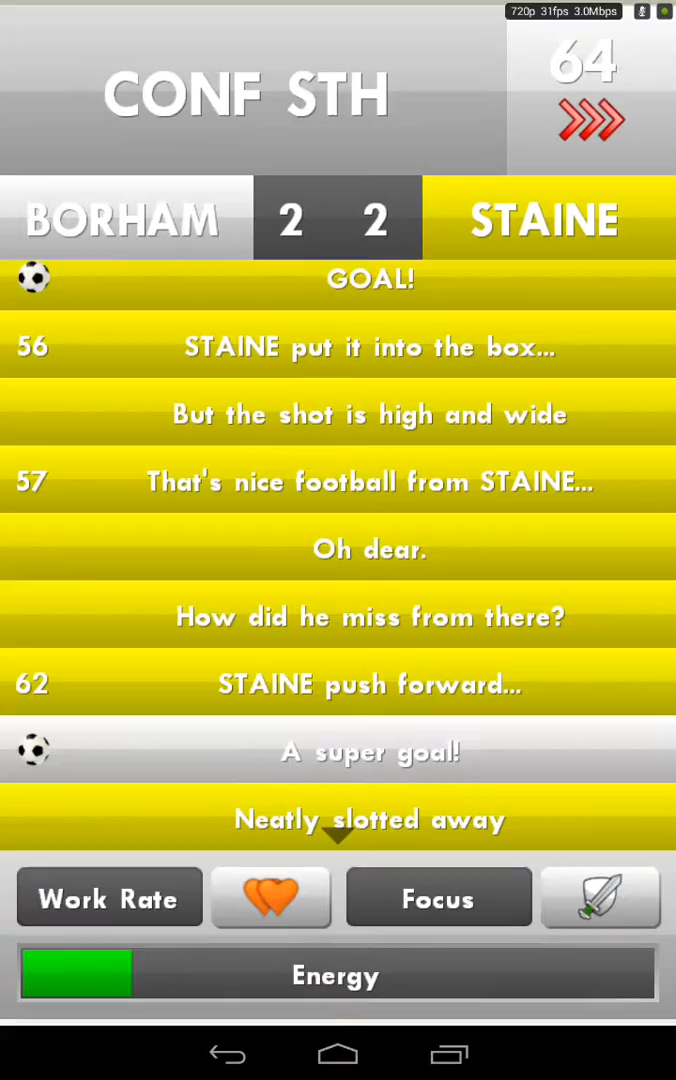 720p 31fps 3.0Mbps
CONF STH
64
BORHAM 2 2 STAINE
GOAL!
56 STAINE put it into the box...
But the shot is high and wide
57 That's nice football from STAINE...
Oh dear.
How did he miss from there?
62 STAINE push forward...
A super goal!
Neatly slotted away
Work Rate
Focus
Energy